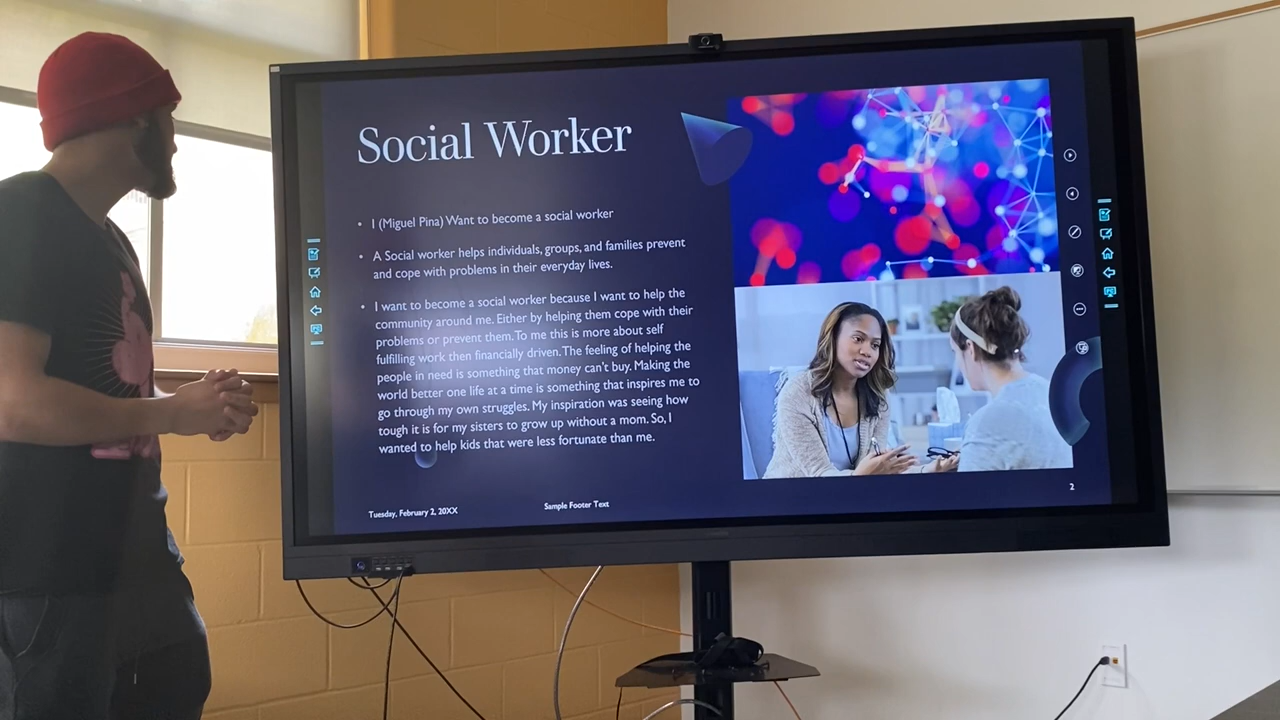 Social Worker
• I (Miguel Pina) Want to become a social worker
• A Social worker helps individuals, groups, and families prevent
and cope with problems in their everyday lives.
• I want to become a social worker because I want to help the
community around me. Either by helping them cope with their
problems or prevent them. To me this is more about self
fulfilling work then financially driven. The feeling of helping the
people in need is something that money can't buy. Making the
world better one life at a time is something that inspires me to
go through my own struggles. My inspiration was seeing how
tough it is for my sisters to grow up without a mom. So, I
wanted to help kids that were less fortunate than me.
Tuesday, February 2, 20XX
Sample Footer Text
2